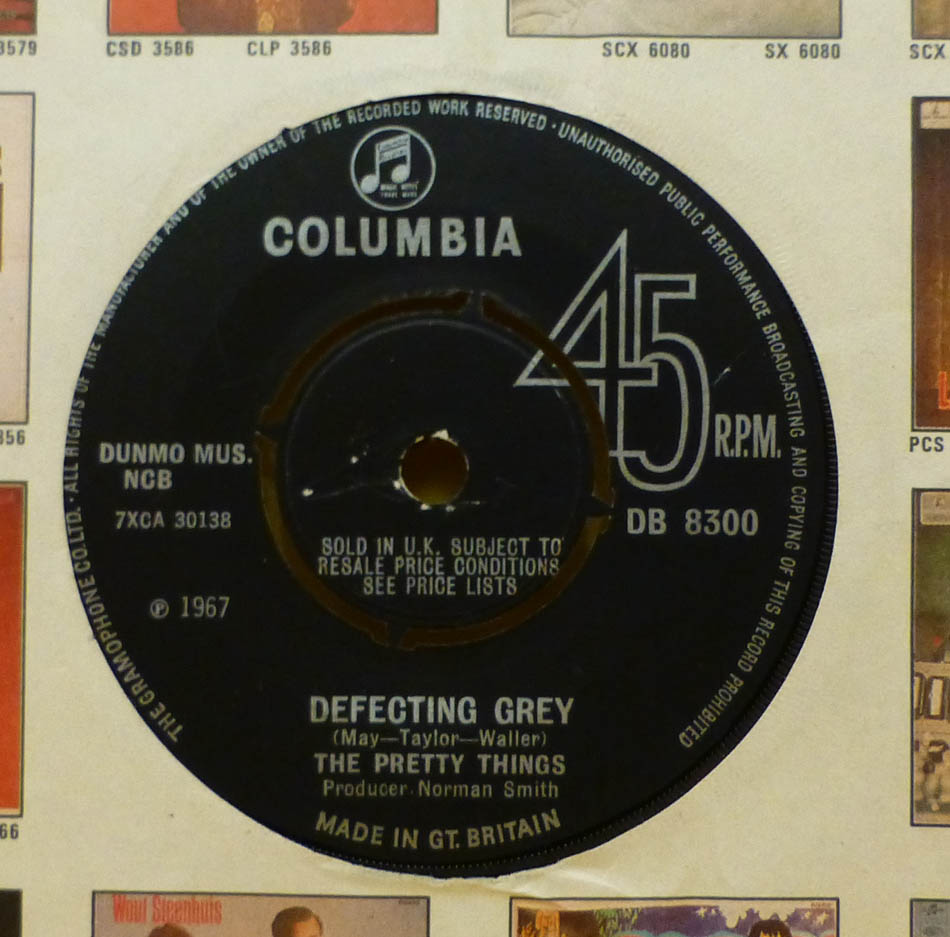 3579
CSD 3586 CLP 3586
SCX 6080 SX 6080
SCX
THE GRAMOPHONE CO. LTD. · ALL RIGHTS OF THE MANUFACTURER AND OF THE OWNER OF THE RECORDED WORK RESERVED · UNAUTHORISED PUBLIC PERFORMANCE BROADCASTING AND COPYING OF THIS RECORD PROHIBITED
COLUMBIA
45
R.P.M.
356
PCS
DUNMO MUS.
NCB
7XCA 30138
DB 8300
SOLD IN U.K. SUBJECT TO
RESALE PRICE CONDITIONS
SEE PRICE LISTS
℗ 1967
DEFECTING GREY
(May—Taylor—Waller)
THE PRETTY THINGS
Producer. Norman Smith
MADE IN GT. BRITAIN
66
Wout Steenhuis